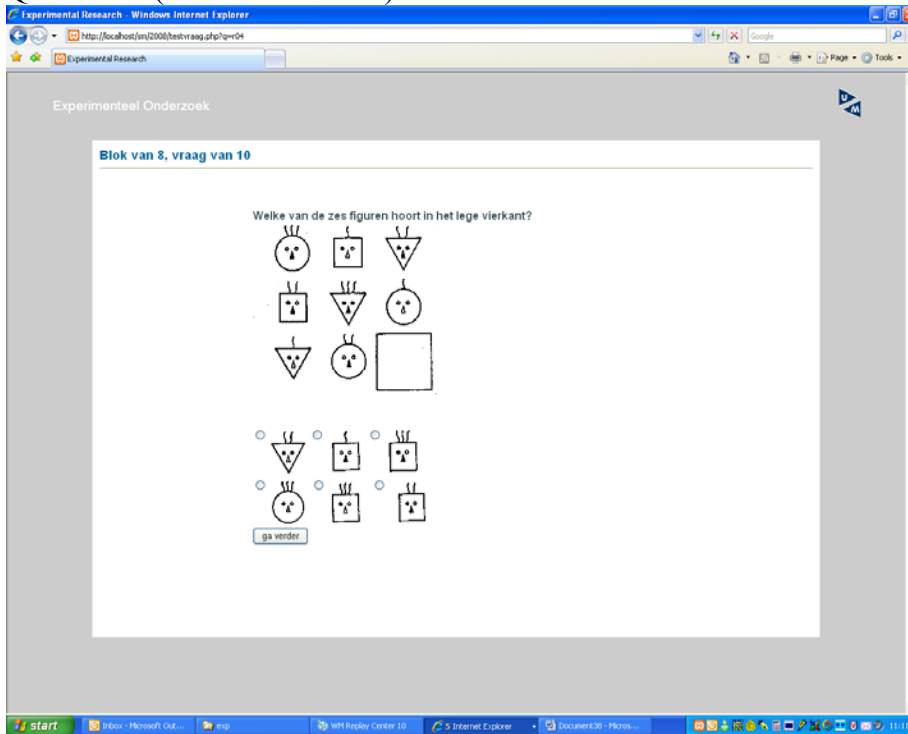 Experimental Research - Windows Internet Explorer
http://localhost/sm/2008/testvraag.php?q=r04
Google
Experimental Research
Page
Tools
Experimenteel Onderzoek
U
M
Blok van 8, vraag van 10
Welke van de zes figuren hoort in het lege vierkant?
ga verder
start
Inbox - Microsoft Out...
exp
WM Replay Center 10
5 Internet Explorer
Document38 - Micros...